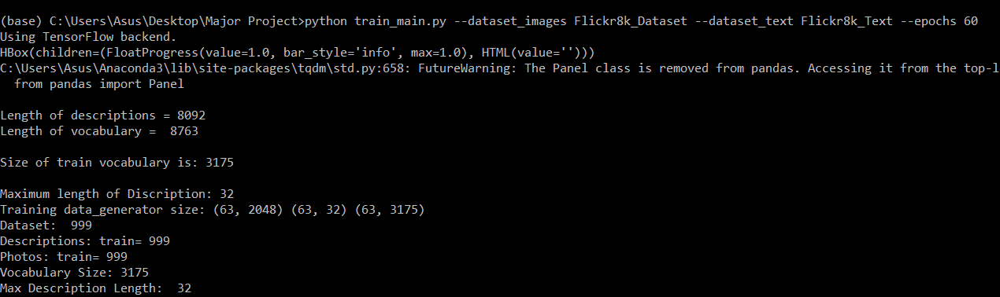 (base) C:\Users\Asus\Desktop\Major Project>python train_main.py --dataset_images Flickr8k_Dataset --dataset_text Flickr8k_Text --epochs 60
Using TensorFlow backend.
HBox(children=(FloatProgress(value=1.0, bar_style='info', max=1.0), HTML(value='')))
C:\Users\Asus\Anaconda3\lib\site-packages\tqdm\std.py:658: FutureWarning: The Panel class is removed from pandas. Accessing it from the top-l
from pandas import Panel
Length of descriptions = 8092
Length of vocabulary =  8763
Size of train vocabulary is: 3175
Maximum length of Discription: 32
Training data_generator size: (63, 2048) (63, 32) (63, 3175)
Dataset:  999
Descriptions: train= 999
Photos: train= 999
Vocabulary Size: 3175
Max Description Length:  32